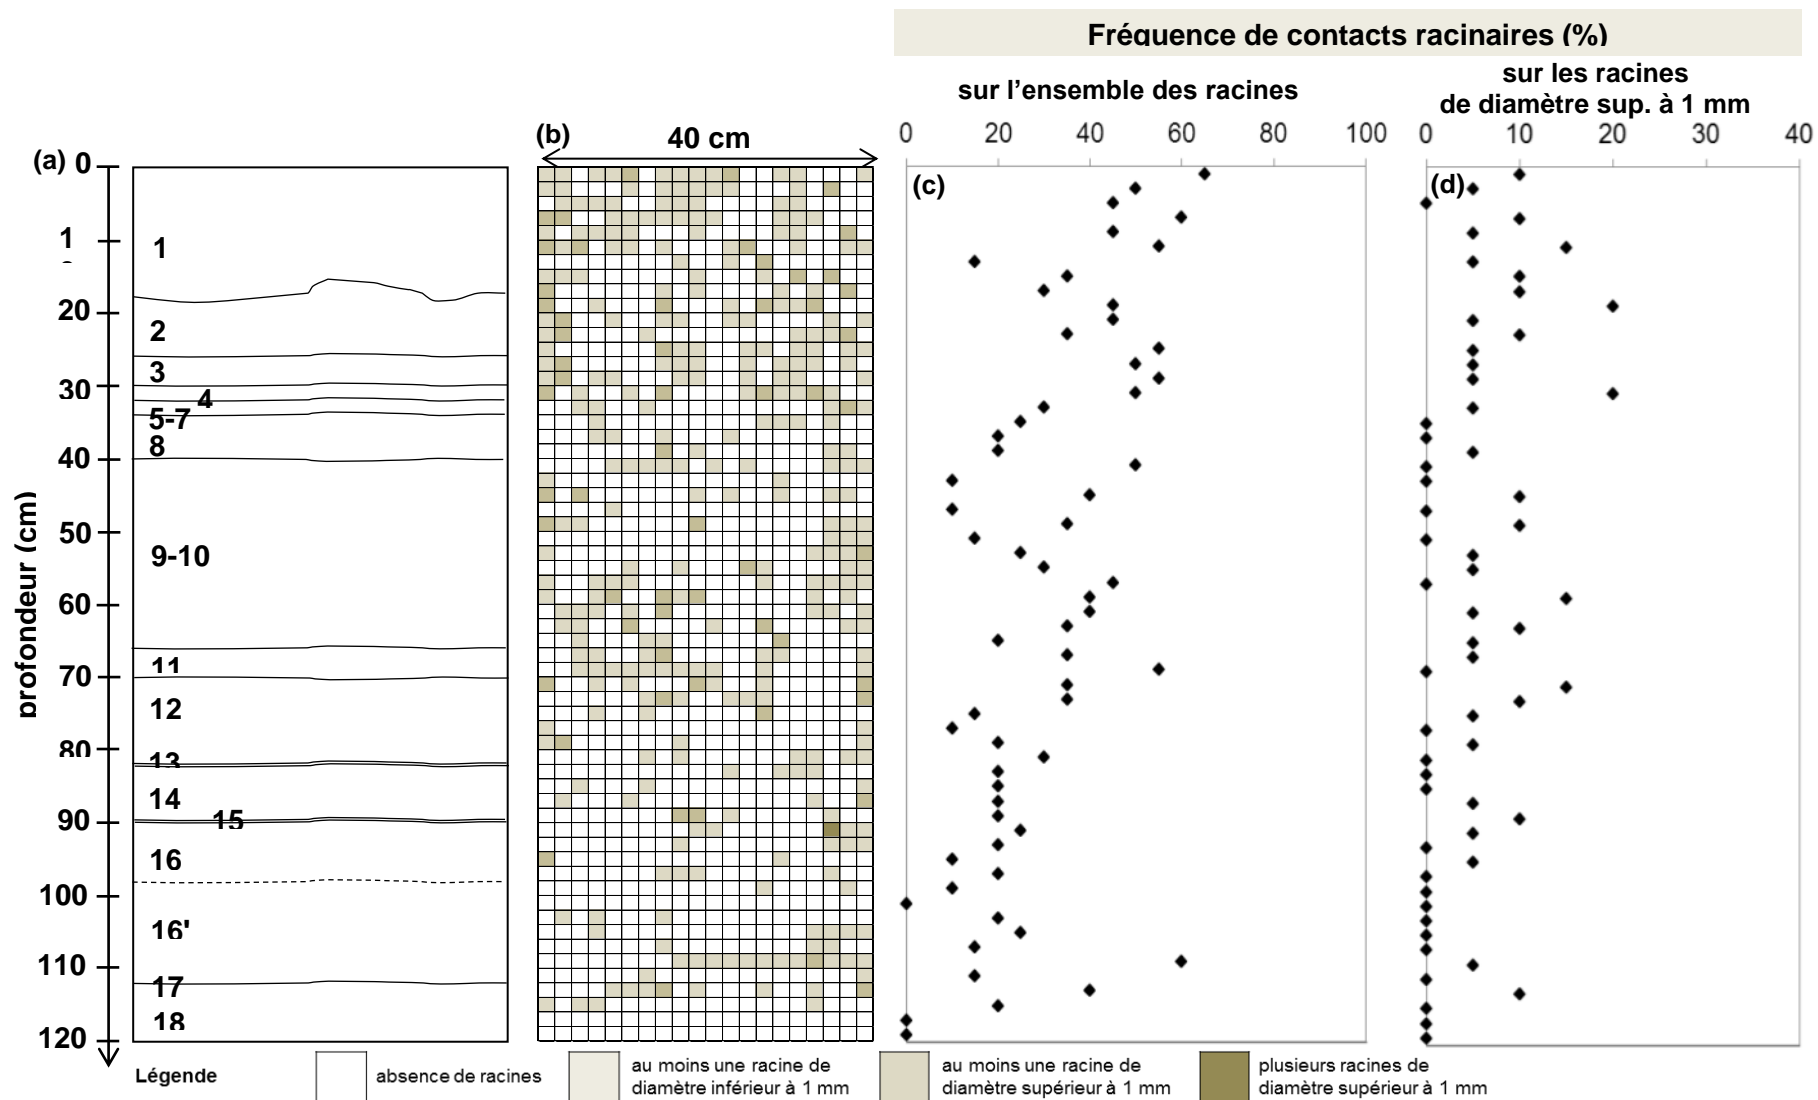 Fréquence de contacts racinaires (%)
sur l'ensemble des racines
sur les racines
de diamètre sup. à 1 mm
0 20 40 60 80 100
0 10 20 30 40
(a)
(b)
40 cm
(c)
(d)
profondeur (cm)
0
1
20
30
40
50
60
70
80
90
100
110
120
1
2
3
4
5-7
8
9-10
11
12
13
14
15
16
16'
17
18
Légende
absence de racines
au moins une racine de
diamètre inférieur à 1 mm
au moins une racine de
diamètre supérieur à 1 mm
plusieurs racines de
diamètre supérieur à 1 mm